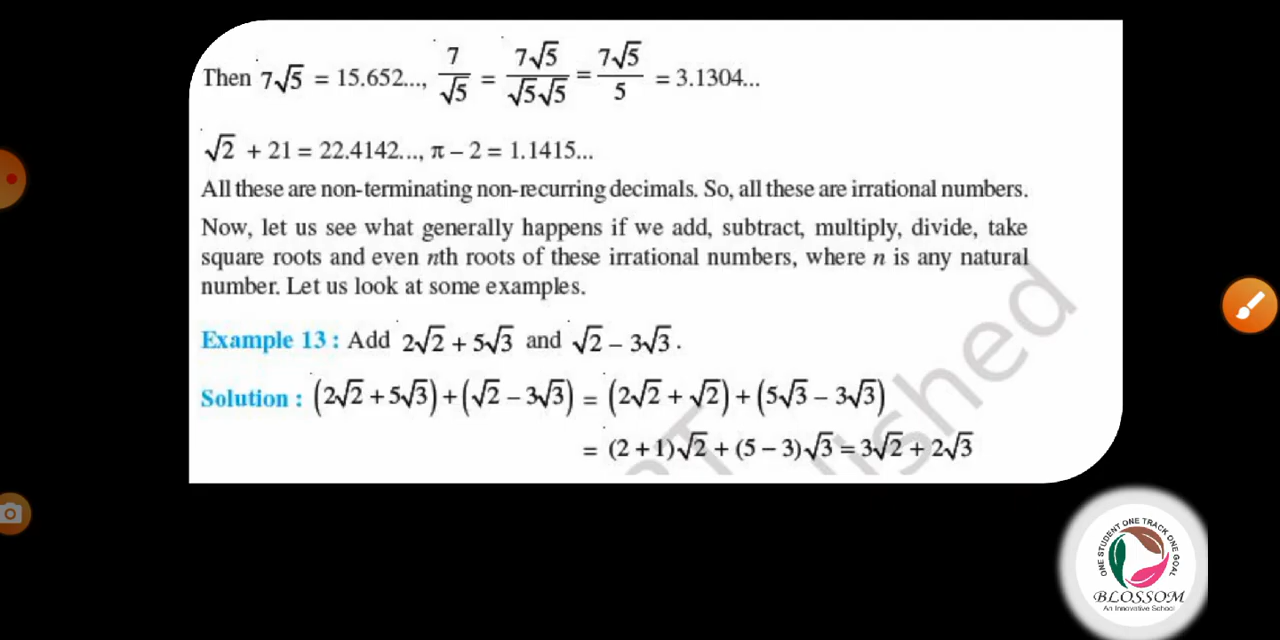 Then 7√5 = 15.652..., 7/√5 = 7√5/√5√5 = 7√5/5 = 3.1304...
√2 + 21 = 22.4142..., π – 2 = 1.1415...
All these are non-terminating non-recurring decimals. So, all these are irrational numbers.
Now, let us see what generally happens if we add, subtract, multiply, divide, take
square roots and even nth roots of these irrational numbers, where n is any natural
number. Let us look at some examples.
Example 13 : Add 2√2 + 5√3 and √2 – 3√3 .
Solution : (2√2 + 5√3) + (√2 – 3√3) = (2√2 + √2) + (5√3 – 3√3)
= (2 + 1)√2 + (5 – 3)√3 = 3√2 + 2√3
ONE STUDENT ONE TRACK ONE GOAL
BLOSSOM
An Innovative School